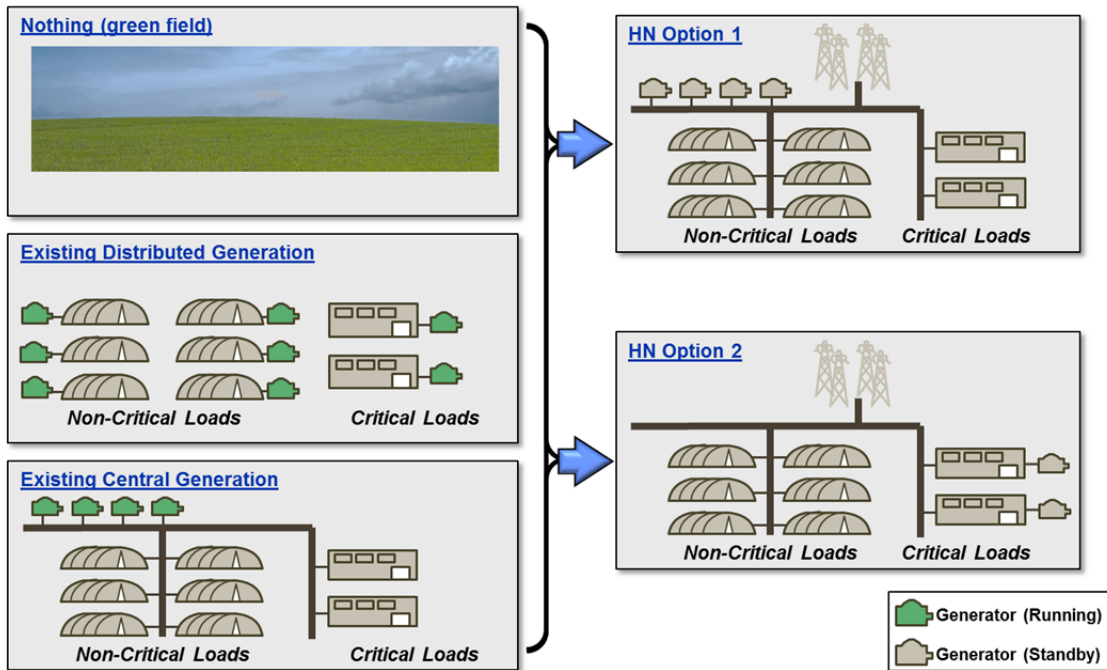 Nothing (green field)
Existing Distributed Generation
Non-Critical Loads Critical Loads
Existing Central Generation
Non-Critical Loads Critical Loads
HN Option 1
Non-Critical Loads Critical Loads
HN Option 2
Non-Critical Loads Critical Loads
Generator (Running)
Generator (Standby)